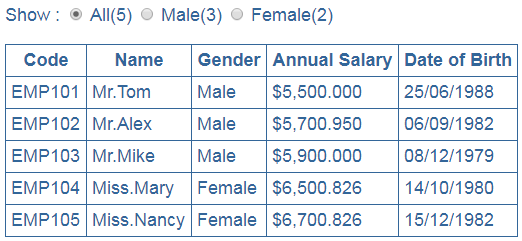 Show : All(5) Male(3) Female(2)
Code Name Gender Annual Salary Date of Birth
EMP101 Mr.Tom Male $5,500.000 25/06/1988
EMP102 Mr.Alex Male $5,700.950 06/09/1982
EMP103 Mr.Mike Male $5,900.000 08/12/1979
EMP104 Miss.Mary Female $6,500.826 14/10/1980
EMP105 Miss.Nancy Female $6,700.826 15/12/1982